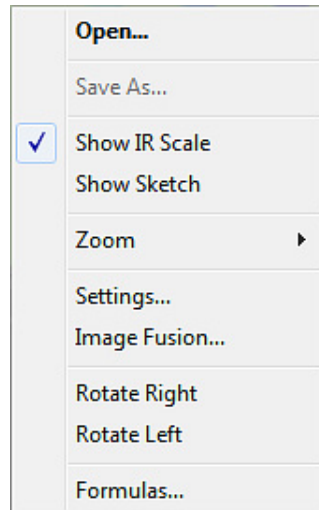 Open...
Save As...
Show IR Scale
Show Sketch
Zoom
Settings...
Image Fusion...
Rotate Right
Rotate Left
Formulas...